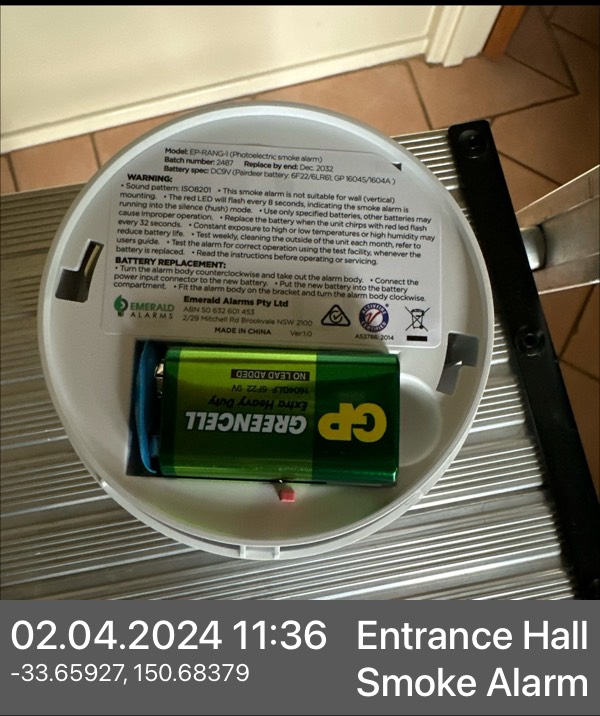 Model: EP-RANG-1 (Photoelectric smoke alarm)
Batch number: 2487 Replace by end: Dec. 2032
Battery spec: DC9V (Pairdeer battery: 6F22/6LR61, GP 1604S/1604A )
WARNING:
• Sound pattern: ISO8201 • This smoke alarm is not suitable for wall (vertical)
mounting. • The red LED will flash every 8 seconds, indicating the smoke alarm is
running into the silence (hush) mode. • Use only specified batteries, other batteries may
cause improper operation. • Replace the battery when the unit chirps with red led flash
every 32 seconds. • Constant exposure to high or low temperatures or high humidity may
reduce battery life. • Test weekly, cleaning the outside of the unit each month, refer to
users guide. • Test the alarm for correct operation using the test facility, whenever the
battery is replaced. • Read the instructions before operating or servicing.
BATTERY REPLACEMENT:
• Turn the alarm body counterclockwise and take out the alarm body. • Connect the
power input connector to the new battery. • Put the new battery into the battery
compartment. • Fit the alarm body on the bracket and turn the alarm body clockwise.
EMERALD
ALARMS
Emerald Alarms Pty Ltd
ABN 50 632 601 453
2/29 Mitchell Rd Brookvale NSW 2100
MADE IN CHINA Ver:1.0
AS3786:2014
GP
GREENCELL
Extra Heavy Duty
1604GLF 6F22 9V
NO LEAD ADDED
02.04.2024 11:36
-33.65927, 150.68379
Entrance Hall
Smoke Alarm